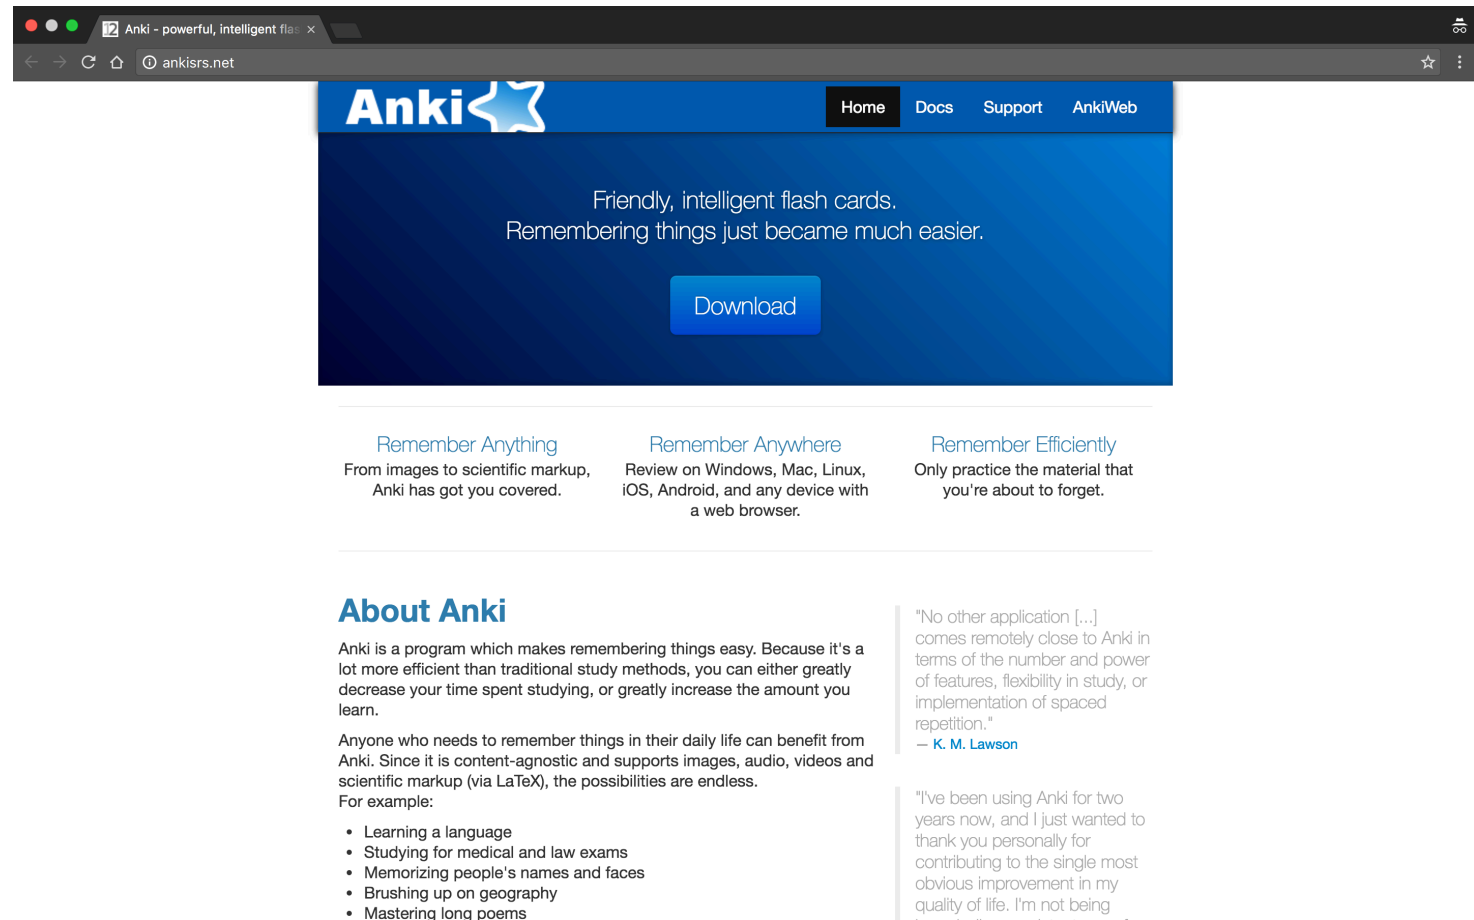 Anki - powerful, intelligent flas
ankisrs.net
Anki
Home
Docs
Support
AnkiWeb
Friendly, intelligent flash cards.
Remembering things just became much easier.
Download
Remember Anything
From images to scientific markup,
Anki has got you covered.
Remember Anywhere
Review on Windows, Mac, Linux,
iOS, Android, and any device with
a web browser.
Remember Efficiently
Only practice the material that
you're about to forget.
About Anki
Anki is a program which makes remembering things easy. Because it's a
lot more efficient than traditional study methods, you can either greatly
decrease your time spent studying, or greatly increase the amount you
learn.
Anyone who needs to remember things in their daily life can benefit from
Anki. Since it is content-agnostic and supports images, audio, videos and
scientific markup (via LaTeX), the possibilities are endless.
For example:
• Learning a language
• Studying for medical and law exams
• Memorizing people's names and faces
• Brushing up on geography
• Mastering long poems
"No other application [...]
comes remotely close to Anki in
terms of the number and power
of features, flexibility in study, or
implementation of spaced
repetition."
— K. M. Lawson
"I've been using Anki for two
years now, and I just wanted to
thank you personally for
contributing to the single most
obvious improvement in my
quality of life. I'm not being